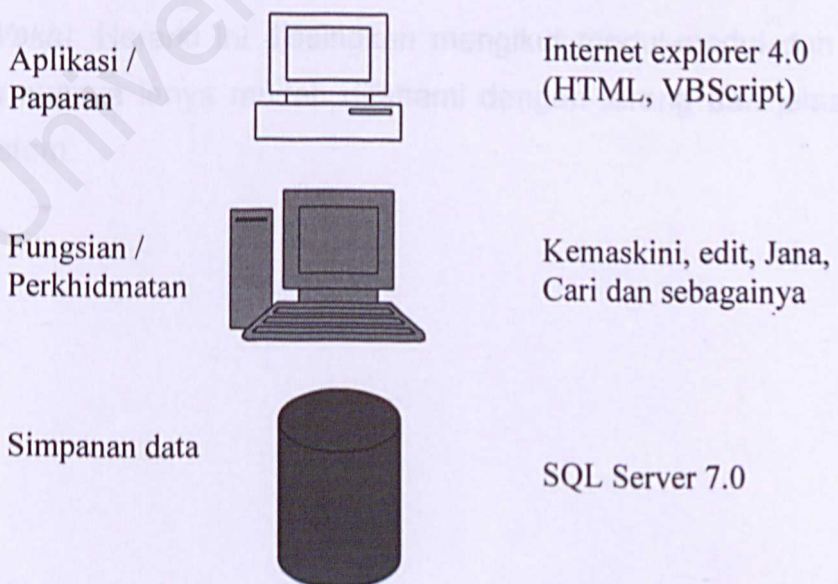 Aplikasi /
Paparan
Internet explorer 4.0
(HTML, VBScript)
Fungsian /
Perkhidmatan
Kemaskini, edit, Jana,
Cari dan sebagainya
Simpanan data
SQL Server 7.0